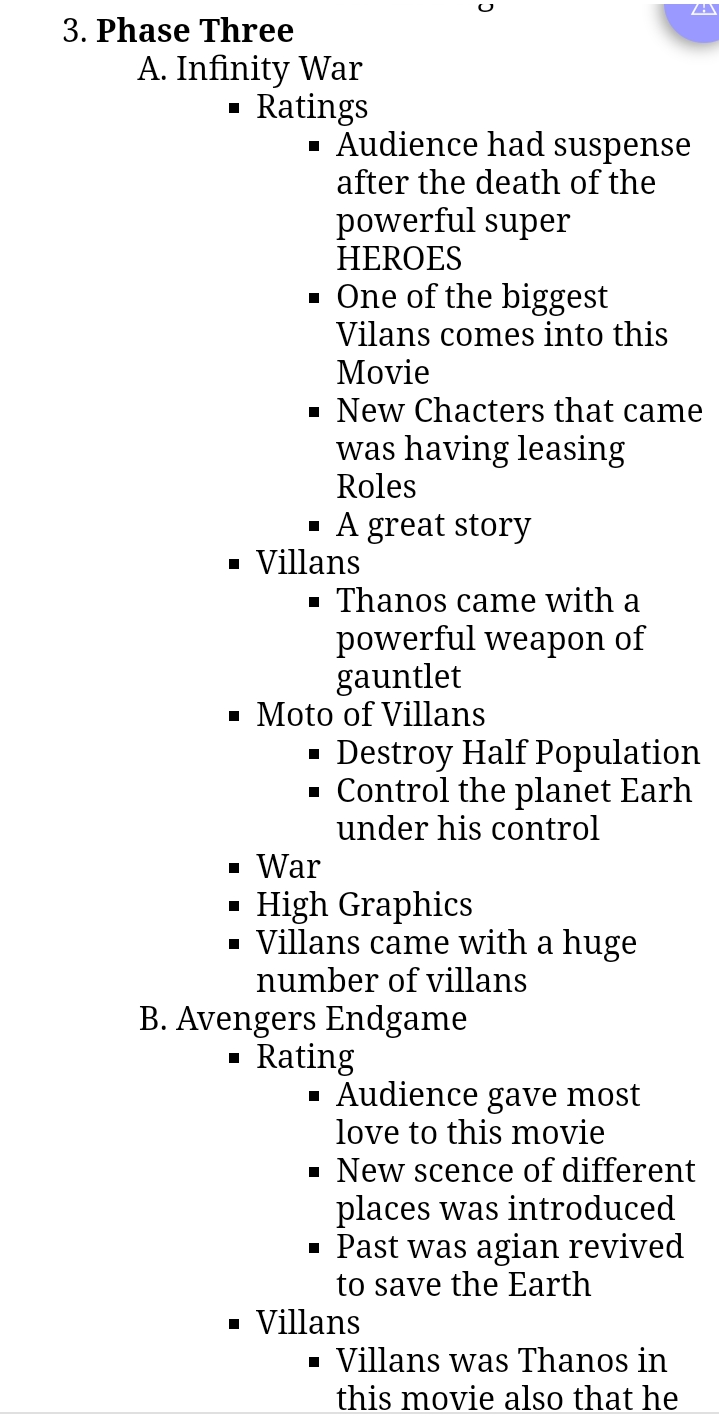 3. Phase Three
A. Infinity War
▪ Ratings
▪ Audience had suspense
after the death of the
powerful super
HEROES
▪ One of the biggest
Vilans comes into this
Movie
▪ New Chacters that came
was having leasing
Roles
▪ A great story
▪ Villans
▪ Thanos came with a
powerful weapon of
gauntlet
▪ Moto of Villans
▪ Destroy Half Population
▪ Control the planet Earh
under his control
▪ War
▪ High Graphics
▪ Villans came with a huge
number of villans
B. Avengers Endgame
▪ Rating
▪ Audience gave most
love to this movie
▪ New scence of different
places was introduced
▪ Past was agian revived
to save the Earth
▪ Villans
▪ Villans was Thanos in
this movie also that he